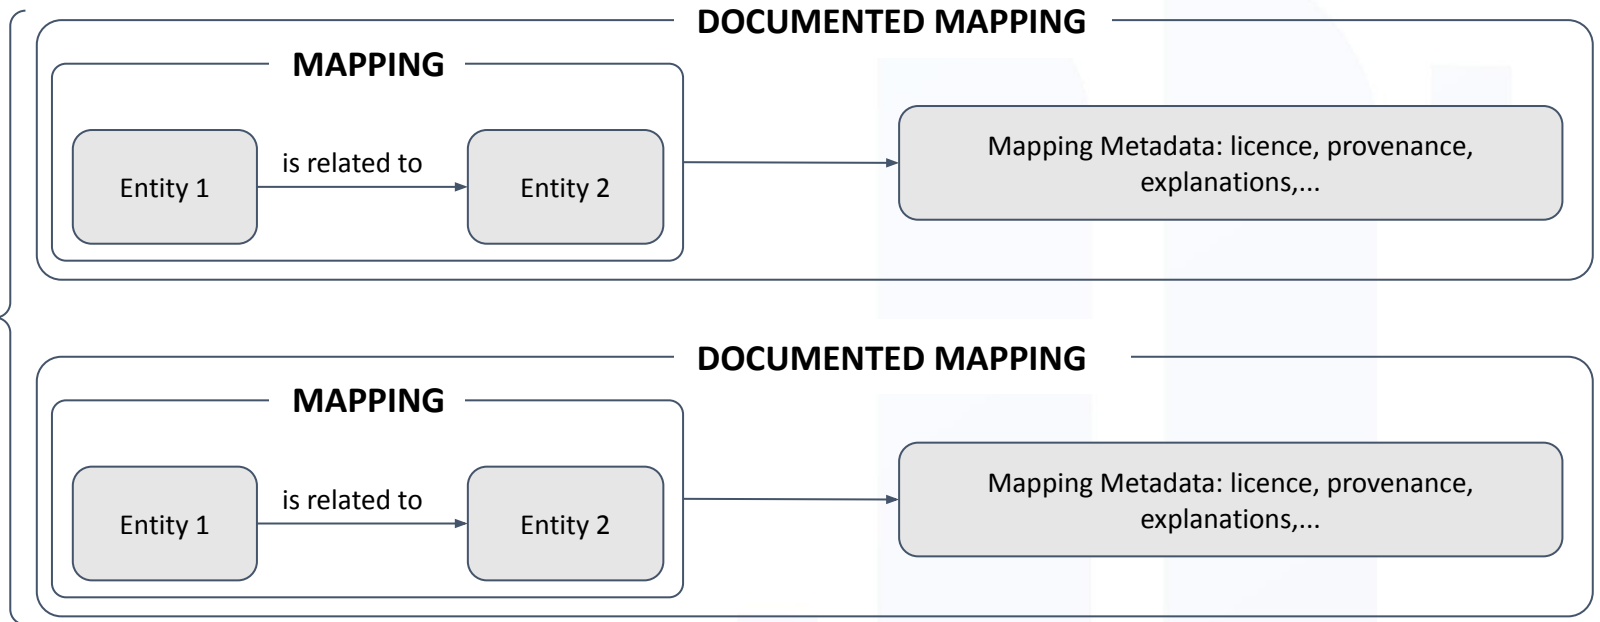 DOCUMENTED MAPPING
MAPPING
Entity 1
is related to
Entity 2
Mapping Metadata: licence, provenance,
explanations,...
DOCUMENTED MAPPING
MAPPING
Entity 1
is related to
Entity 2
Mapping Metadata: licence, provenance,
explanations,...